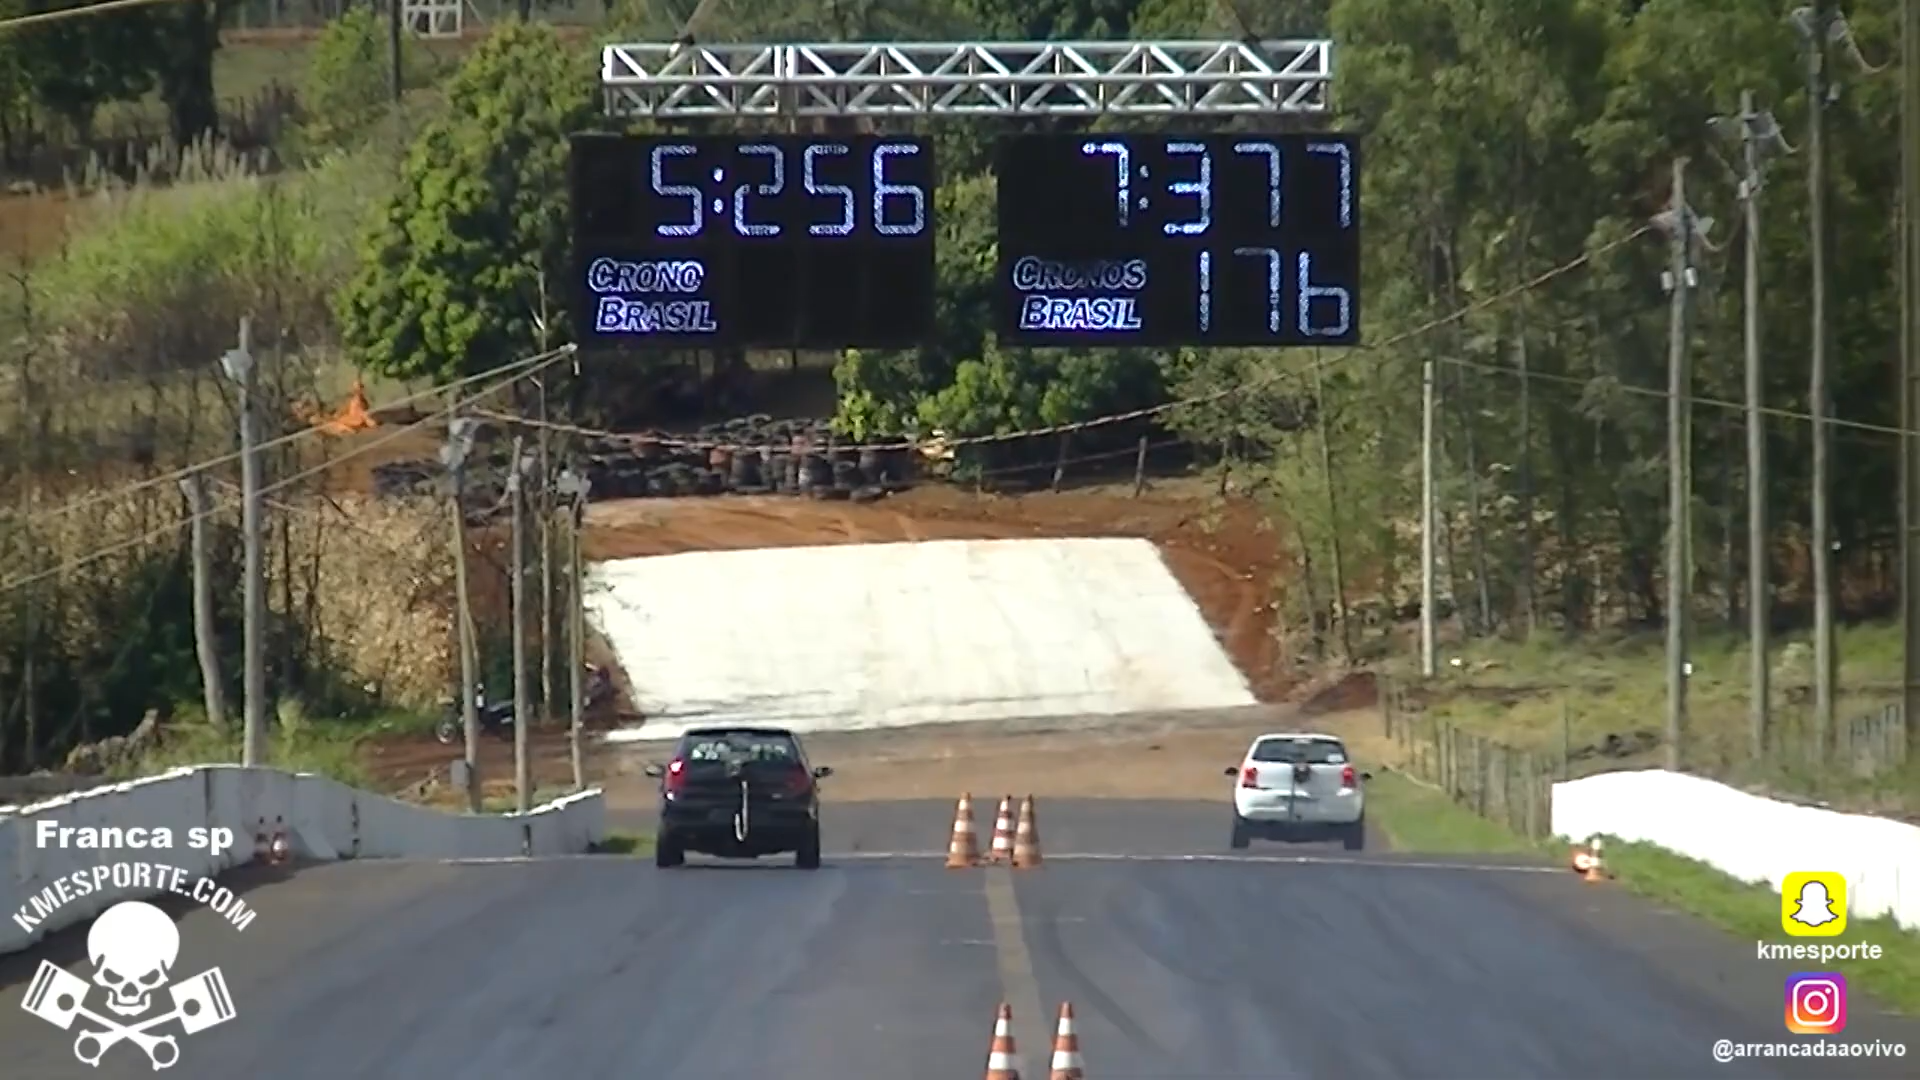 5:256
CRONO
BRASIL
7:377
CRONOS
BRASIL
176
Franca sp
KMESPORTE.COM
kmesporte
@arrancadaaovivo